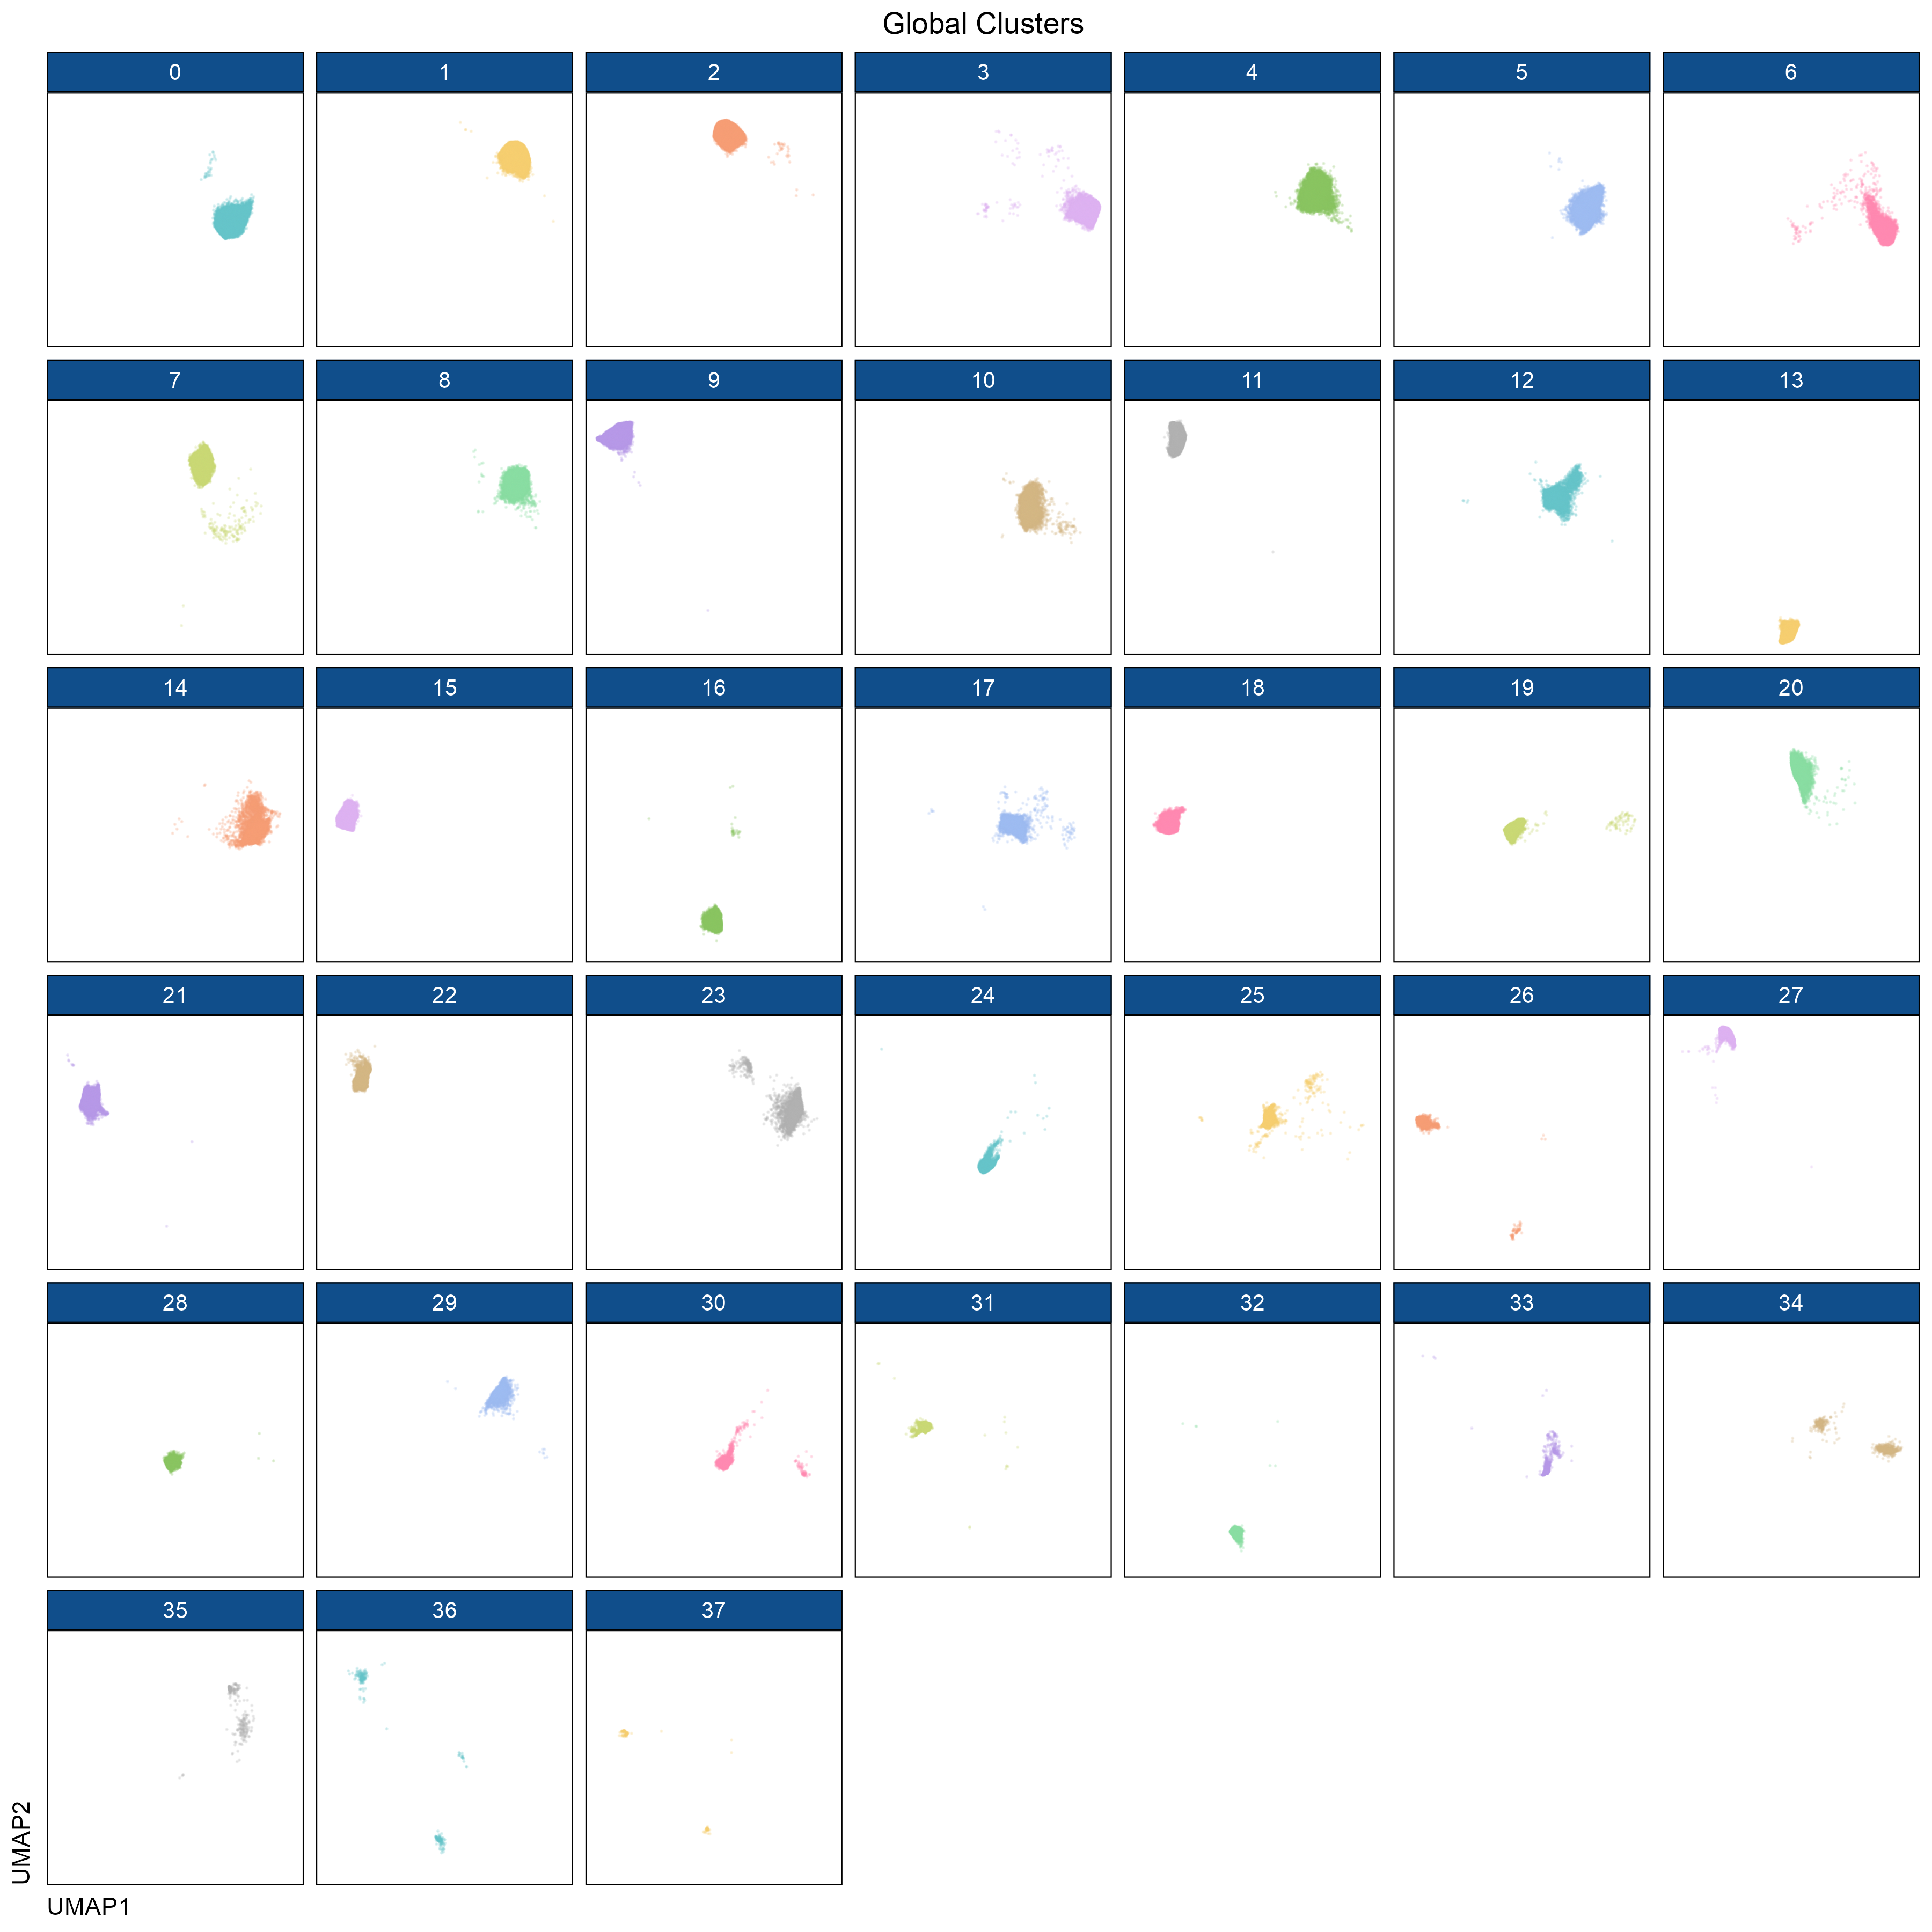 Global Clusters
0 1 2 3 4 5 6
7 8 9 10 11 12 13
14 15 16 17 18 19 20
21 22 23 24 25 26 27
28 29 30 31 32 33 34
35 36 37
UMAP2
UMAP1